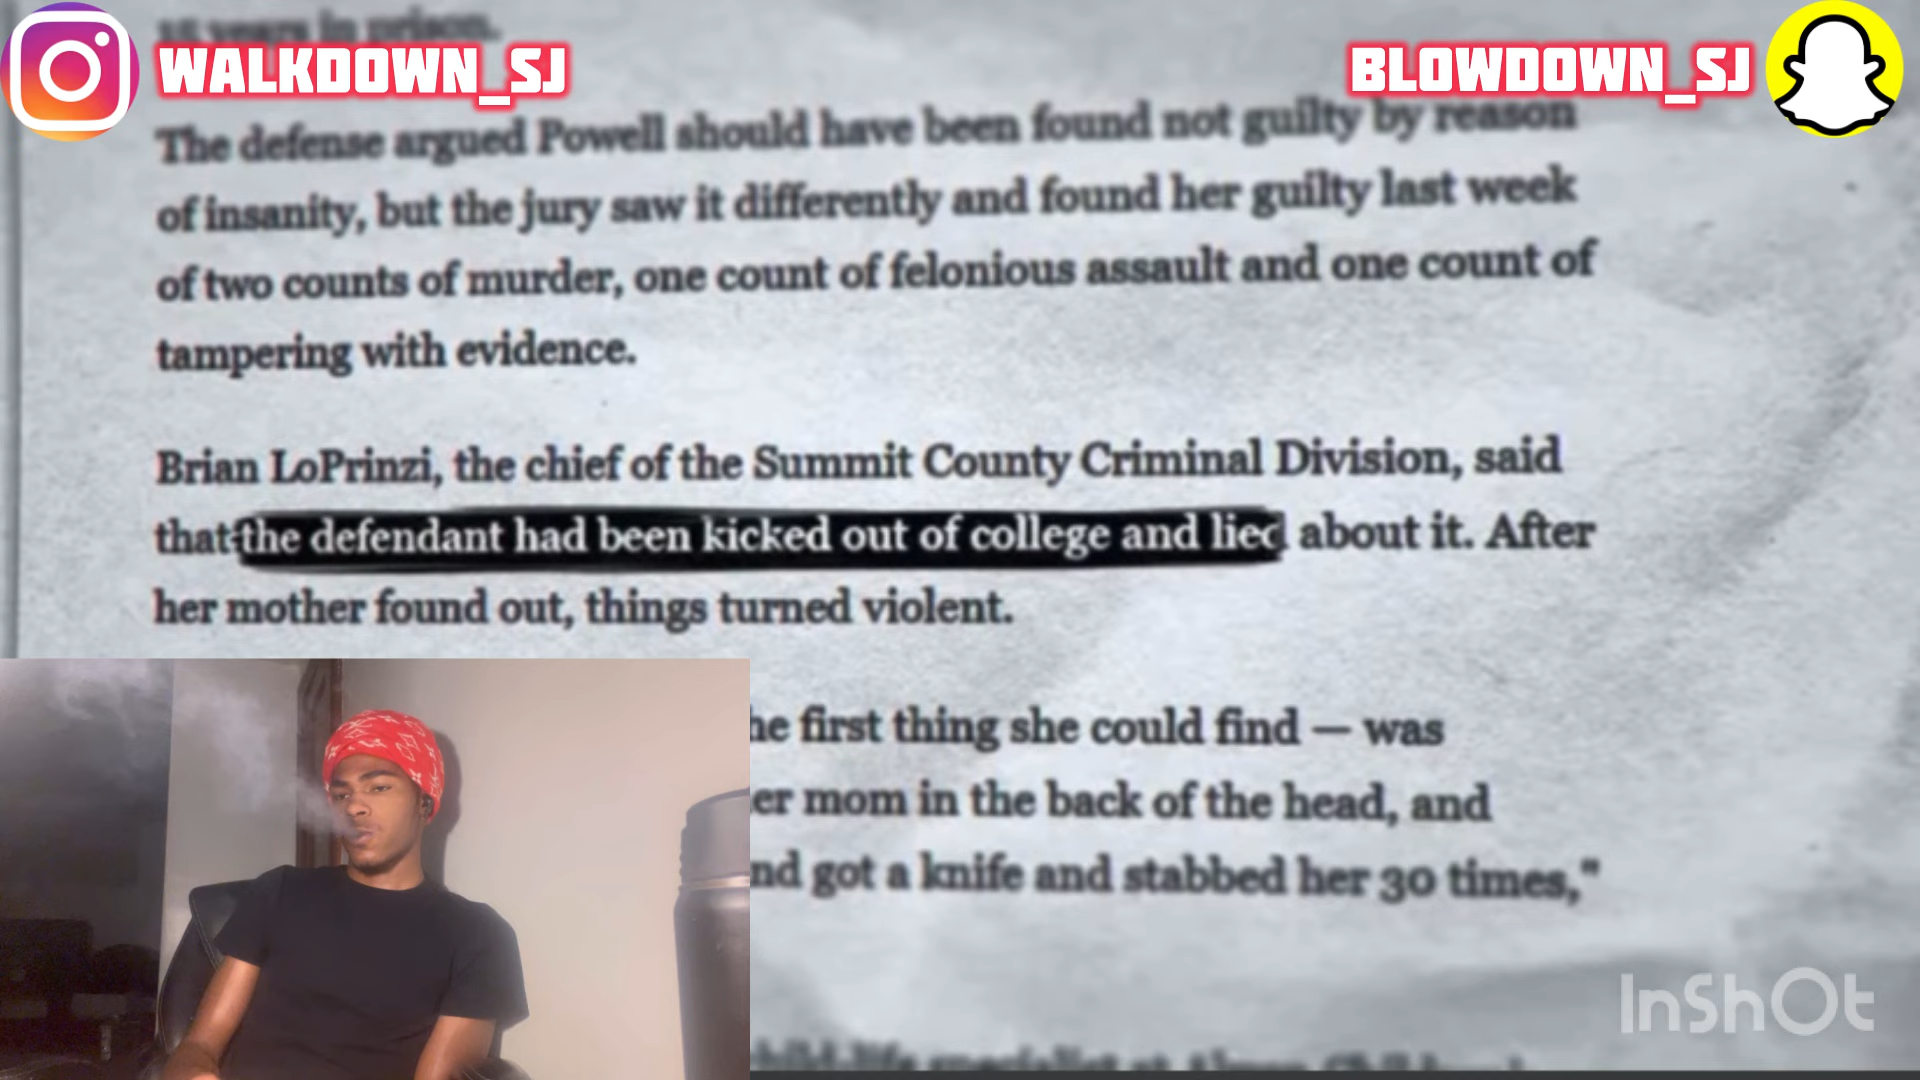 15 years in prison.
WALKDOWN_SJ
BLOWDOWN_SJ
The defense argued Powell should have been found not guilty by reason
of insanity, but the jury saw it differently and found her guilty last week
of two counts of murder, one count of felonious assault and one count of
tampering with evidence.
Brian LoPrinzi, the chief of the Summit County Criminal Division, said
that the defendant had been kicked out of college and lied about it. After
her mother found out, things turned violent.
he first thing she could find — was
er mom in the back of the head, and
nd got a knife and stabbed her 30 times,"
InShOt